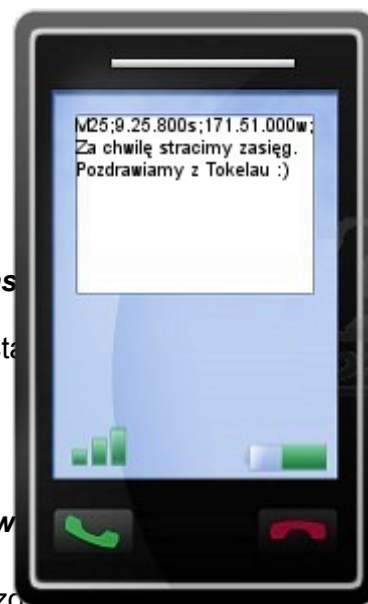 M25;9.25.800s;171.51.000w;
Za chwilę stracimy zasięg.
Pozdrawiamy z Tokelau :)